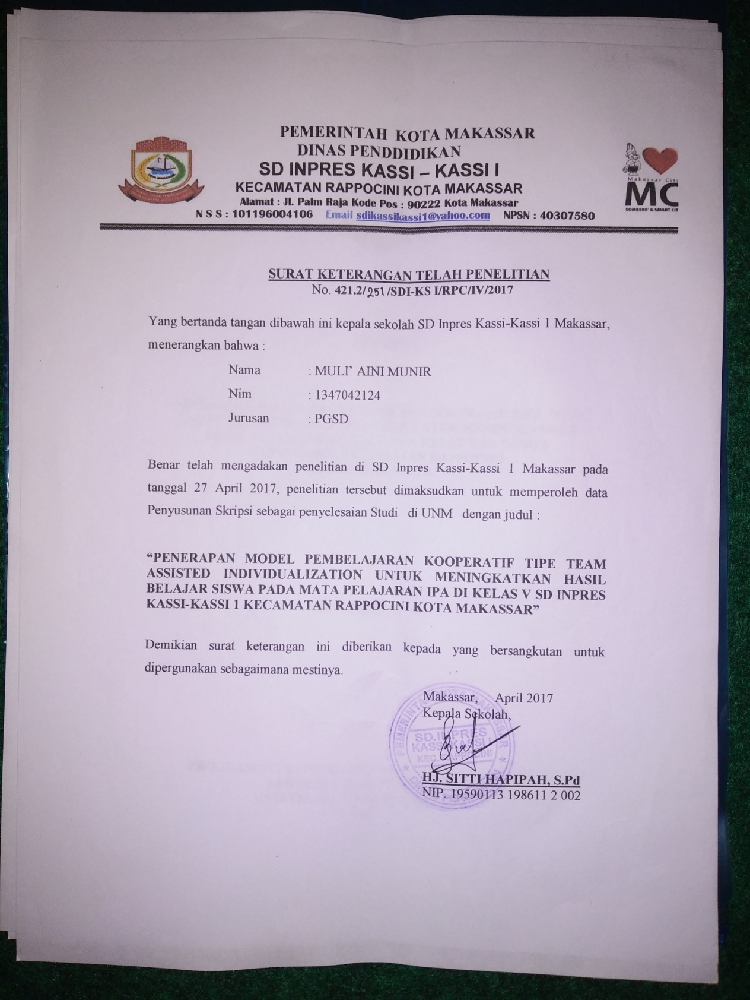 PEMERINTAH KOTA MAKASSAR
DINAS PENDDIDIKAN
SD INPRES KASSI – KASSI I
KECAMATAN RAPPOCINI KOTA MAKASSAR
Alamat : Jl. Palm Raja Kode Pos : 90222 Kota Makassar
N S S : 101196004106 Email sdikassikassi1@yahoo.com NPSN : 40307580
Makassar Citi
MC
SOMBERE' & SMART CIT
SURAT KETERANGAN TELAH PENELITIAN
No. 421.2/251/SDI-KS I/RPC/IV/2017
Yang bertanda tangan dibawah ini kepala sekolah SD Inpres Kassi-Kassi 1 Makassar,
menerangkan bahwa :
Nama : MULI’ AINI MUNIR
Nim : 1347042124
Jurusan : PGSD
Benar telah mengadakan penelitian di SD Inpres Kassi-Kassi 1 Makassar pada
tanggal 27 April 2017, penelitian tersebut dimaksudkan untuk memperoleh data
Penyusunan Skripsi sebagai penyelesaian Studi di UNM dengan judul :
“PENERAPAN MODEL PEMBELAJARAN KOOPERATIF TIPE TEAM
ASSISTED INDIVIDUALIZATION UNTUK MENINGKATKAN HASIL
BELAJAR SISWA PADA MATA PELAJARAN IPA DI KELAS V SD INPRES
KASSI-KASSI 1 KECAMATAN RAPPOCINI KOTA MAKASSAR”
Demikian surat keterangan ini diberikan kepada yang bersangkutan untuk
dipergunakan sebagaimana mestinya.
Makassar, April 2017
Kepala Sekolah,
SD.INPRES
KASSI-KASSI I
KEC. RAPPOCINI
HJ. SITTI HAPIPAH, S.Pd
NIP. 19590113 198611 2 002